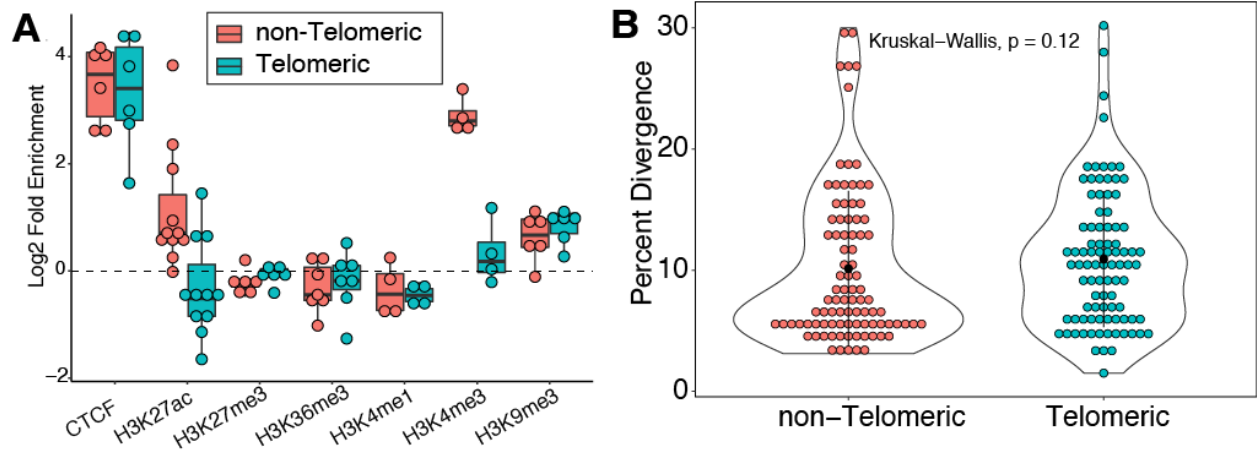 A
non-Telomeric
Telomeric
Log2 Fold Enrichment
4
2
0
−2
CTCF
H3K27ac
H3K27me3
H3K36me3
H3K4me1
H3K4me3
H3K9me3
B
Kruskal−Wallis, p = 0.12
Percent Divergence
30
20
10
0
non−Telomeric
Telomeric